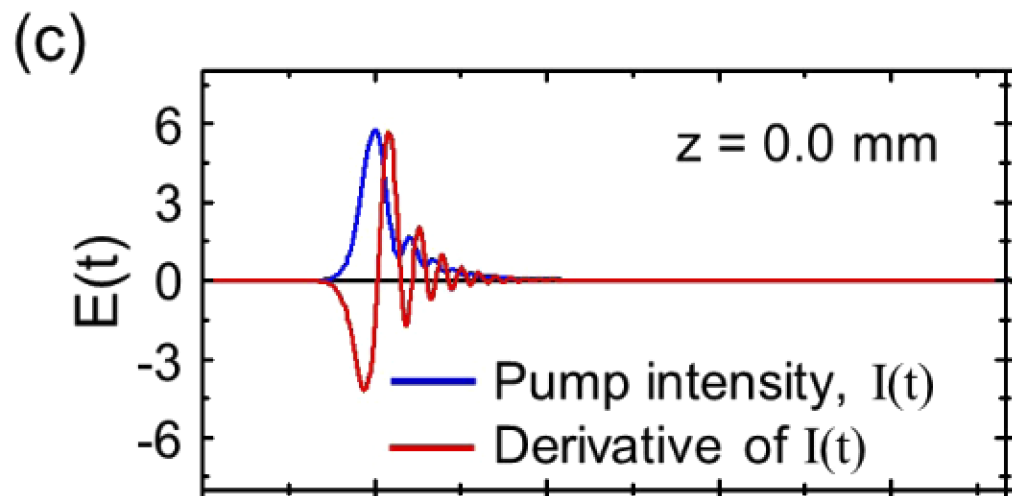 (c)
z = 0.0 mm
6
3
0
-3
-6
E(t)
Pump intensity, I(t)
Derivative of I(t)